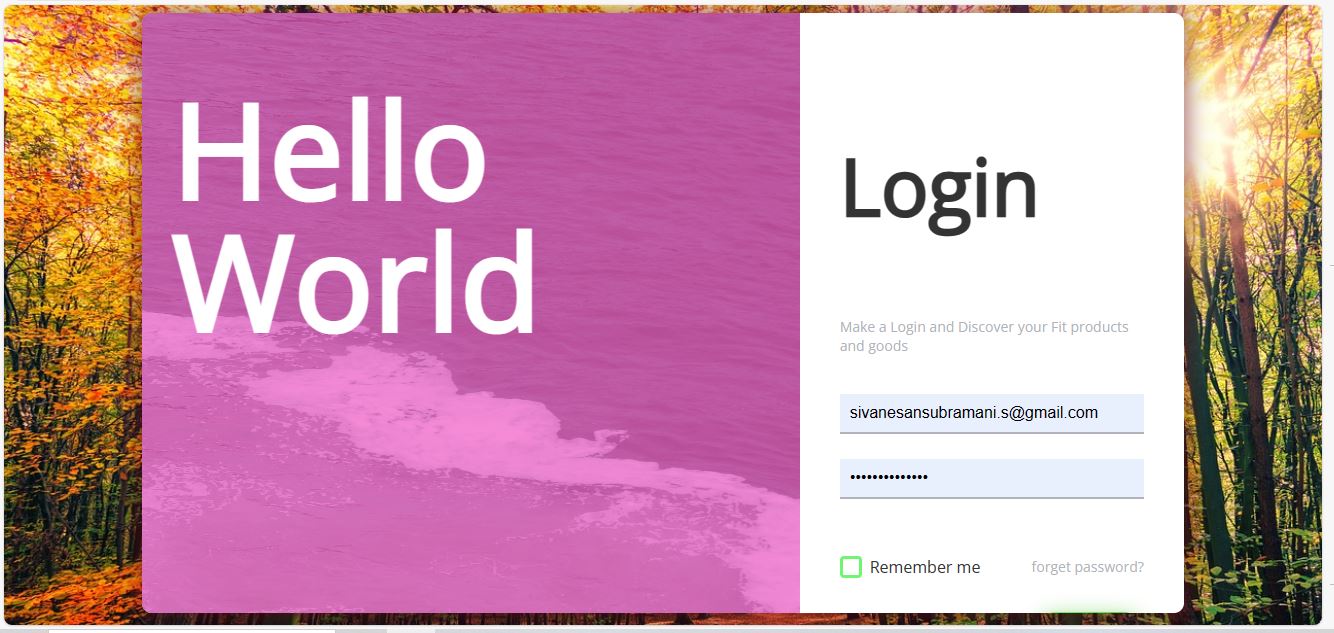 Hello
World
Login
Make a Login and Discover your Fit products
and goods
sivanesansubramani.s@gmail.com
••••••••••••••
Remember me
forget password?